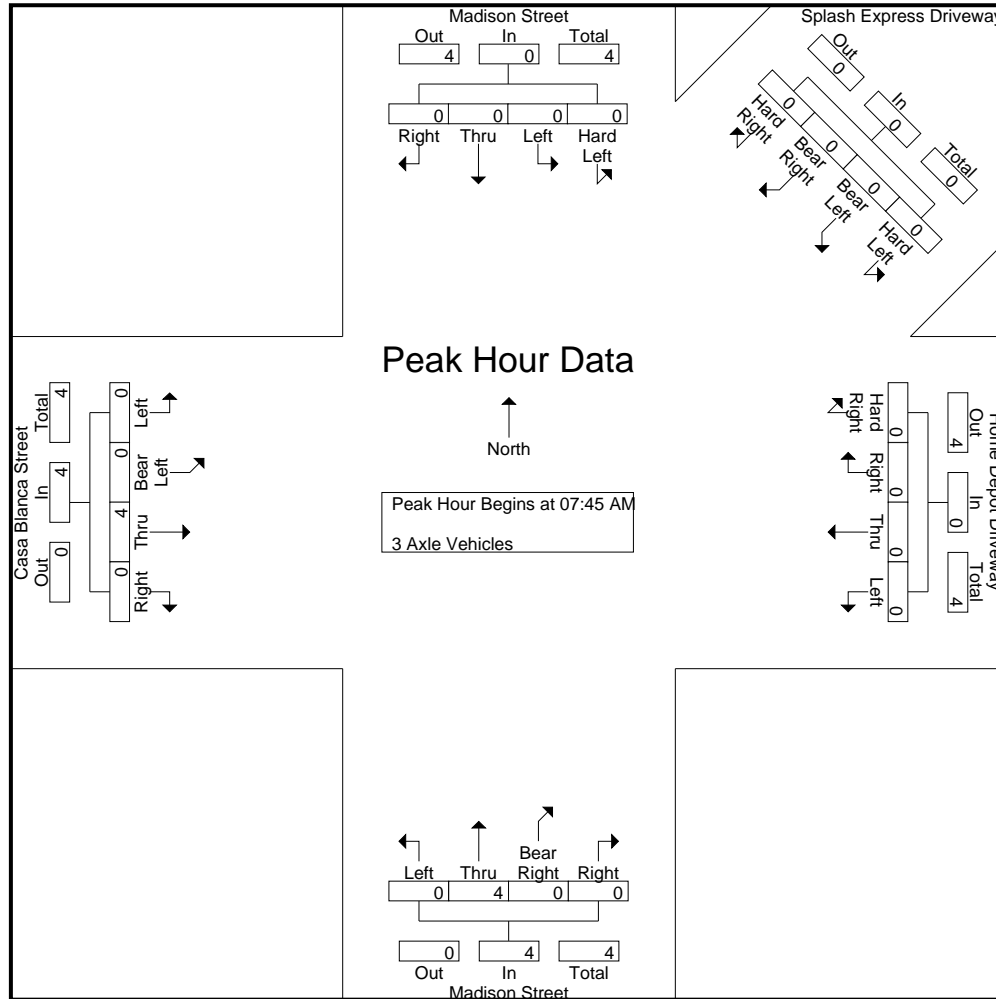 Madison Street
Out In Total
4 0 4
0 0 0 0
Right Thru Left Hard
Left
Splash Express Driveway
Out In Total
0 0 0
0 0 0 0
Hard
Right
Bear
Right
Bear
Left
Hard
Left
Peak Hour Data
North
Peak Hour Begins at 07:45 AM
3 Axle Vehicles
Casa Blanca Street
Total In Out
4 4 0
0 0 4 0
Left
Bear
Left
Thru
Right
Home Depot Driveway
Out In Total
4 0 4
0 0 0 0
Hard
Right
Right
Thru
Left
Bear
Left Thru Right Right
0 4 0 0
0 4 4
Out In Total
Madison Street